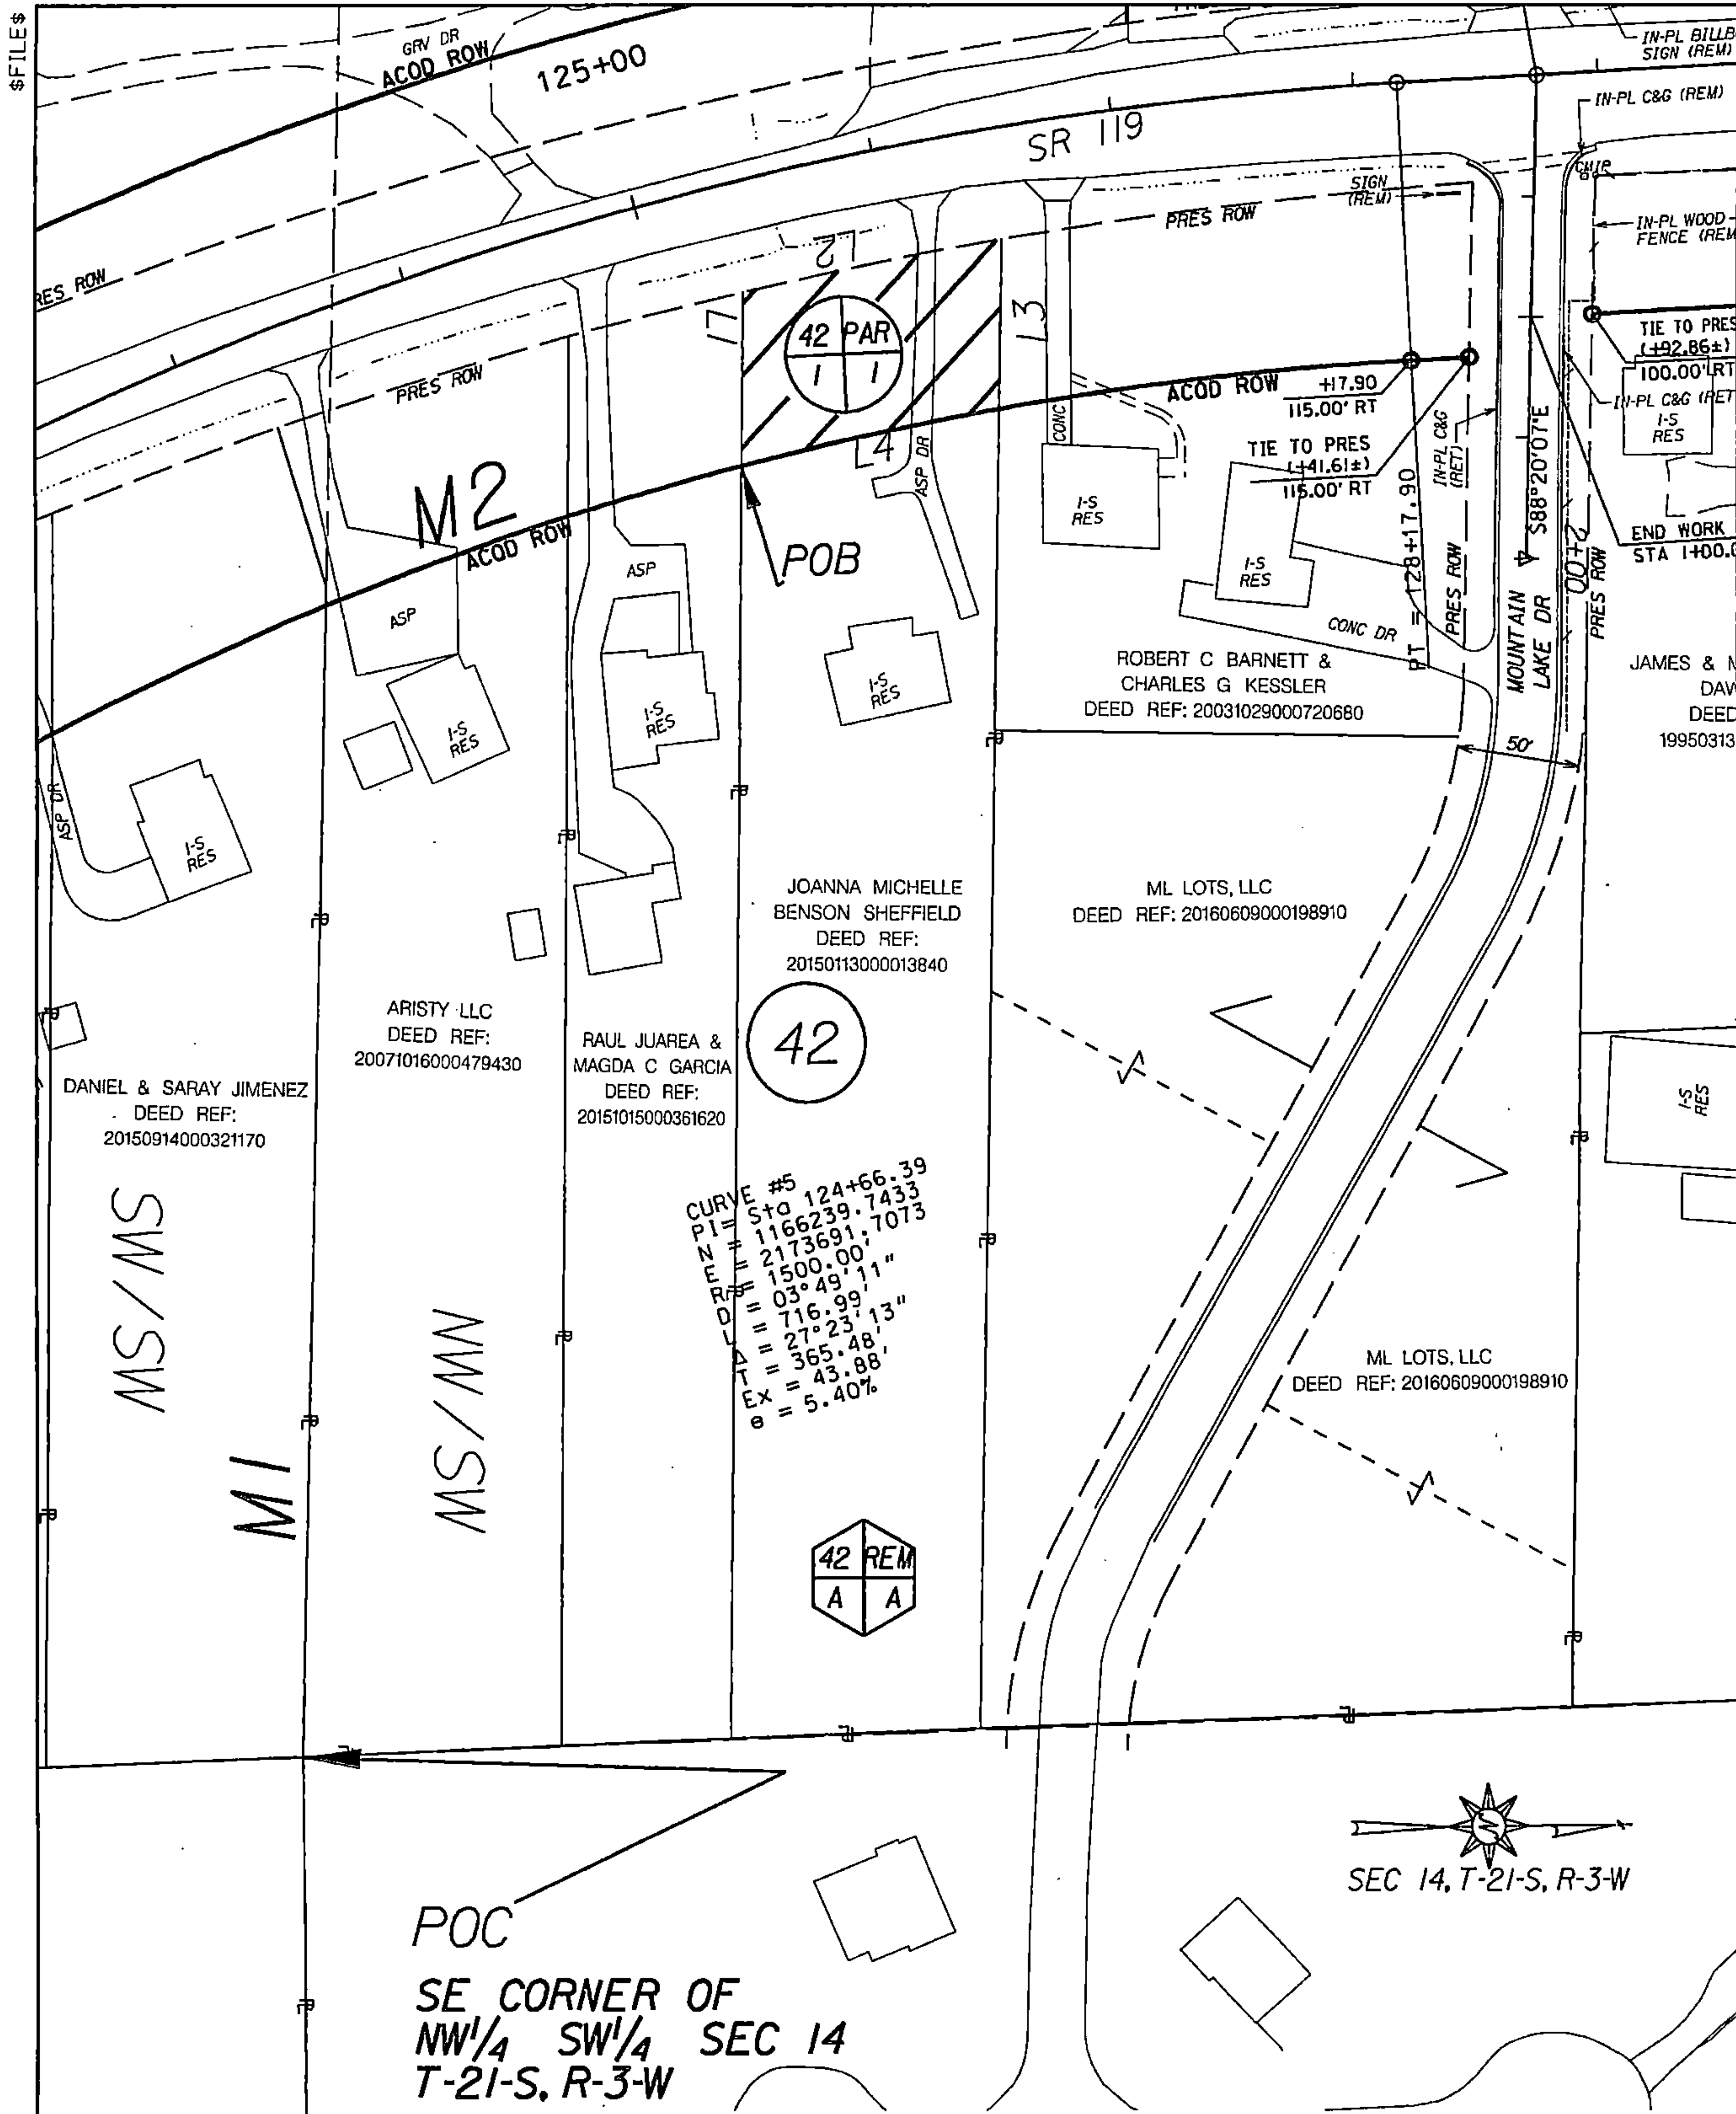 $FILE$
GRV DR
ACOD ROW
125+00
SR 119
IN-PL BILLB
SIGN (REM)
IN-PL C&G (REM)
SIGN
(REM)
PRES ROW
IN-PL WOOD
FENCE (REM
RES ROW
L2
L1
42 PAR
1 1
L3
PRES ROW
ACOD ROW
+17.90
115.00' RT
TIE TO PRES
(+92.86±)
100.00' RT
IN-PL C&G (RET
I-S
RES
TIE TO PRES
(+41.61±)
115.00' RT
IN-PL C&G
(RET)
L4
ASP DR
CONC
M2
ACOD ROW
POB
ASP
ASP
I-S
RES
I-S
RES
CONC DR
PT = 128+17.90
PRES ROW
S88°20'07"E
MOUNTAIN
LAKE DR
2+00
PRES ROW
END WORK
STA 1+00.0
ROBERT C BARNETT &
CHARLES G KESSLER
DEED REF: 20031029000720680
JAMES & M
DAW
DEED
19950313
50'
I-S
RES
I-S
RES
I-S
RES
ASP DR
I-S
RES
JOANNA MICHELLE
BENSON SHEFFIELD
DEED REF:
20150113000013840
ML LOTS, LLC
DEED REF: 20160609000198910
ARISTY LLC
DEED REF:
20071016000479430
RAUL JUAREA &
MAGDA C GARCIA
DEED REF:
20151015000361620
42
DANIEL & SARAY JIMENEZ
DEED REF:
20150914000321170
I-S
RES
SW/SW
NW/SW
CURVE #5
PI= Sta 124+66.39
N = 1166239.7433
E = 2173691.7073
R = 1500.00'
D = 03°49'11"
L = 716.99'
Δ = 27°23'13"
T = 365.48'
Ex = 43.88'
e = 5.40%
ML LOTS, LLC
DEED REF: 20160609000198910
M1
42 REM
A A
SEC 14, T-21-S, R-3-W
POC
SE CORNER OF
NW1/4 SW1/4 SEC 14
T-21-S, R-3-W